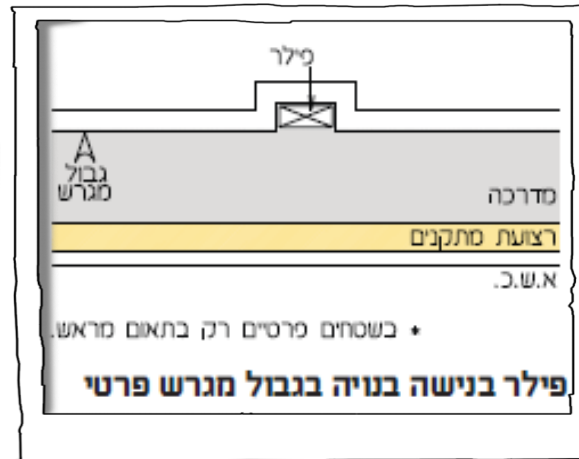 פילר
גבול
מגרש
מדרכה
רצועת מתקנים
א.ש.כ.
* בשטחים פרטיים רק בתאום מראש.
פילר בנישה בנויה בגבול מגרש פרטי